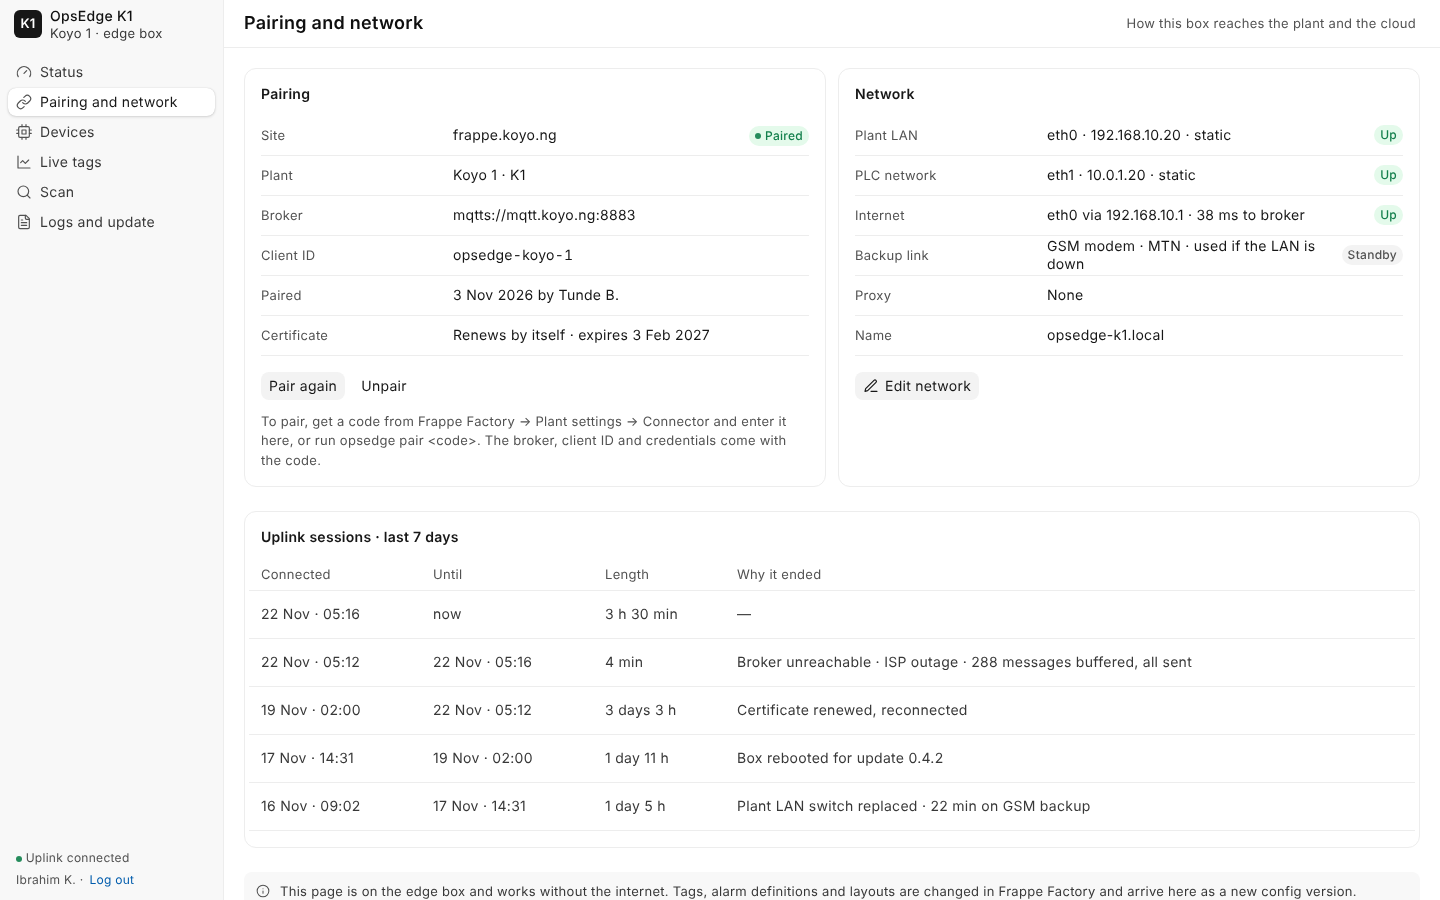 K1
OpsEdge K1
Koyo 1 · edge box
Status
Pairing and network
Devices
Live tags
Scan
Logs and update
Uplink connected
Ibrahim K. · Log out
Pairing and network
How this box reaches the plant and the cloud
Pairing
Site frappe.koyo.ng Paired
Plant Koyo 1 · K1
Broker mqtts://mqtt.koyo.ng:8883
Client ID opsedge-koyo-1
Paired 3 Nov 2026 by Tunde B.
Certificate Renews by itself · expires 3 Feb 2027
Pair again Unpair
To pair, get a code from Frappe Factory → Plant settings → Connector and enter it
here, or run opsedge pair <code>. The broker, client ID and credentials come with
the code.
Network
Plant LAN eth0 · 192.168.10.20 · static Up
PLC network eth1 · 10.0.1.20 · static Up
Internet eth0 via 192.168.10.1 · 38 ms to broker Up
Backup link GSM modem · MTN · used if the LAN is
down Standby
Proxy None
Name opsedge-k1.local
Edit network
Uplink sessions · last 7 days
Connected Until Length Why it ended
22 Nov · 05:16 now 3 h 30 min —
22 Nov · 05:12 22 Nov · 05:16 4 min Broker unreachable · ISP outage · 288 messages buffered, all sent
19 Nov · 02:00 22 Nov · 05:12 3 days 3 h Certificate renewed, reconnected
17 Nov · 14:31 19 Nov · 02:00 1 day 11 h Box rebooted for update 0.4.2
16 Nov · 09:02 17 Nov · 14:31 1 day 5 h Plant LAN switch replaced · 22 min on GSM backup
This page is on the edge box and works without the internet. Tags, alarm definitions and layouts are changed in Frappe Factory and arrive here as a new config version.